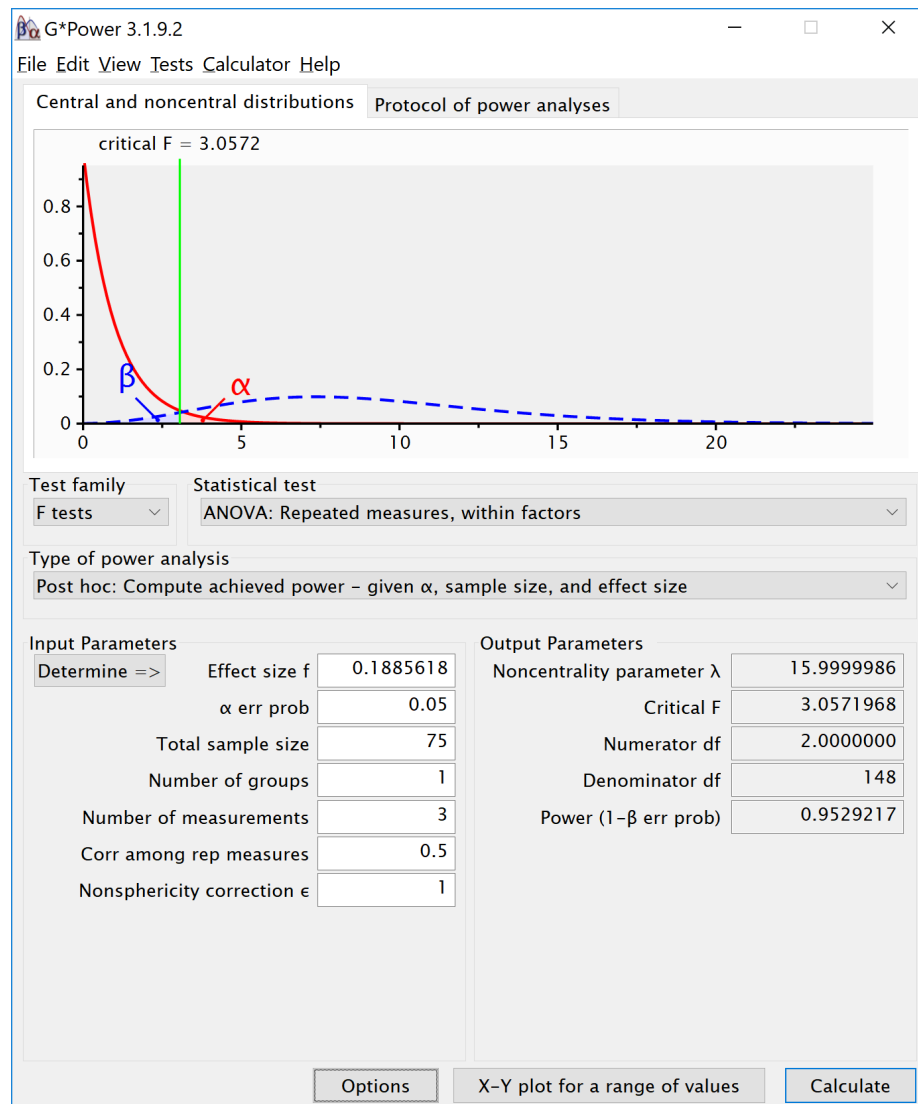 G*Power 3.1.9.2
File Edit View Tests Calculator Help
Central and noncentral distributions Protocol of power analyses
critical F = 3.0572
0.8
0.6
0.4
0.2
0
β
α
0 5 10 15 20
Test family Statistical test
F tests ANOVA: Repeated measures, within factors
Type of power analysis
Post hoc: Compute achieved power – given α, sample size, and effect size
Input Parameters Output Parameters
Determine => Effect size f 0.1885618 Noncentrality parameter λ 15.9999986
α err prob 0.05 Critical F 3.0571968
Total sample size 75 Numerator df 2.0000000
Number of groups 1 Denominator df 148
Number of measurements 3 Power (1-β err prob) 0.9529217
Corr among rep measures 0.5
Nonsphericity correction ϵ 1
Options X-Y plot for a range of values Calculate